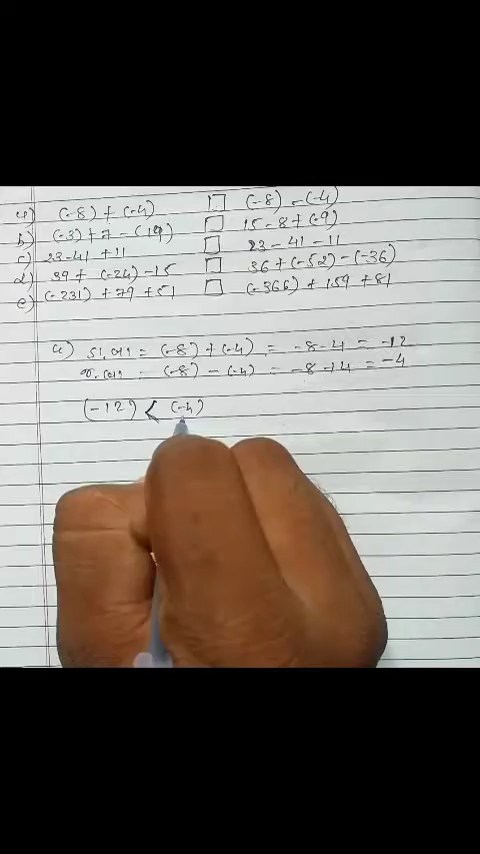 a) (-8) + (-4) □ (-8) - (-4)
b) (-3) + 7 - (19) □ 15 - 8 + (-9)
c) 23 - 41 + 11 □ 23 - 41 - 11
d) 39 + (-24) - 15 □ 36 + (-52) - (-36)
e) (-231) + 79 + 51 □ (-366) + 159 + 81
= (-8) + (-4) = -8 - 4 = -12
= (-8) - (-4) = -8 + 4 = -4
(-12) < (-4)